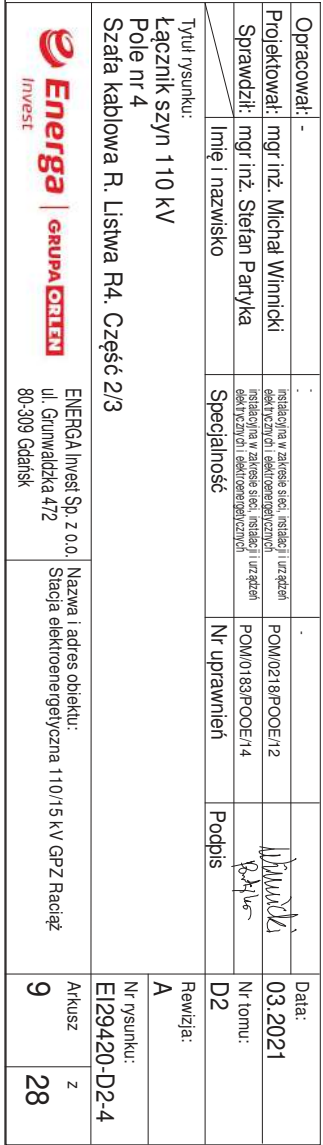 Opracował: - - -
Projektował: mgr inż. Michał Winnicki instalacyjna w zakresie sieci, instalacji i urządzeń elektrycznych i elektroenergetycznych POM/0218/POOE/12 Winnicki
Sprawdził: mgr inż. Stefan Partyka instalacyjna w zakresie sieci, instalacji i urządzeń elektrycznych i elektroenergetycznych POM/0183/POOE/14 Partyka
Imię i nazwisko Specjalność Nr uprawnień Podpis
Data:
03.2021
Nr tomu:
D2
Tytuł rysunku:
Łącznik szyn 110 kV
Pole nr 4
Szafa kablowa R. Listwa R4. Część 2/3
Rewizja:
A
Nr rysunku:
EI29420-D2-4
Energa GRUPA ORLEN
Invest
ENERGA Invest Sp. z o.o.
ul. Grunwaldzka 472
80-309 Gdańsk
Nazwa i adres obiektu:
Stacja elektroenergetyczna 110/15 kV GPZ Raciąż
Arkusz z
9 28